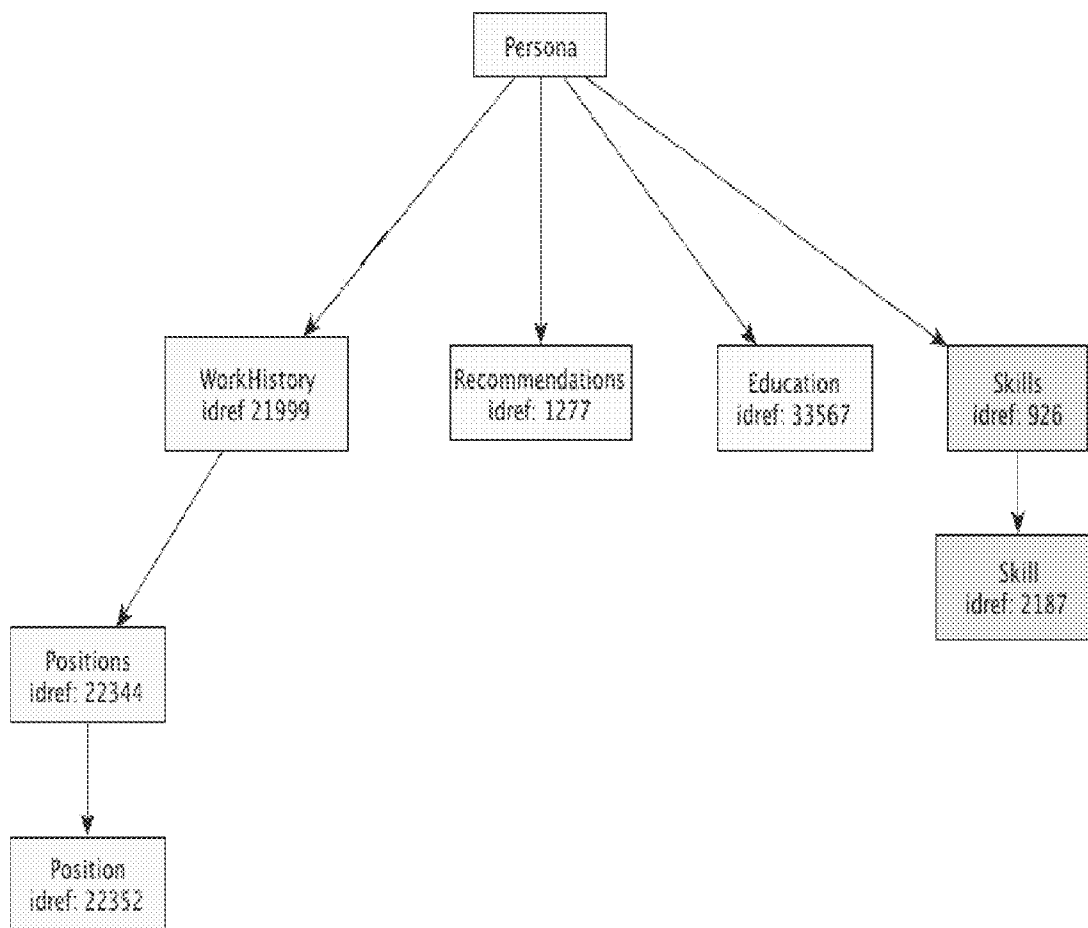 Persona
WorkHistory
idref 21999
Recommendations
idref: 1277
Education
idref: 33567
Skills
idref: 926
Skill
idref: 2187
Positions
idref: 22344
Position
idref: 22352